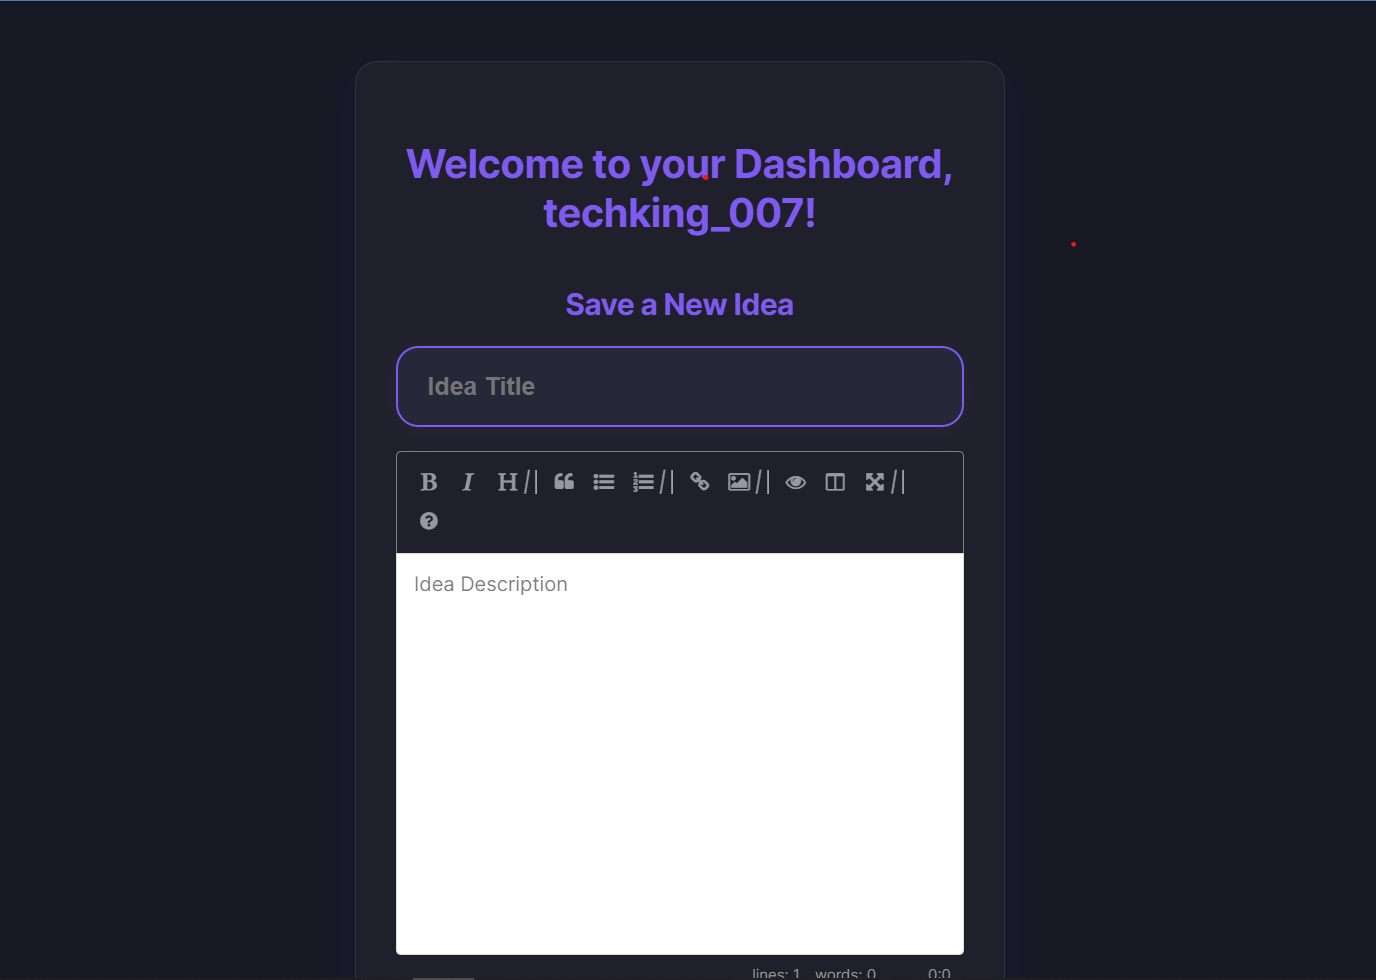 Welcome to your Dashboard,
techking_007!
Save a New Idea
Idea Title
B I H
Idea Description
lines: 1 words: 0 0:0